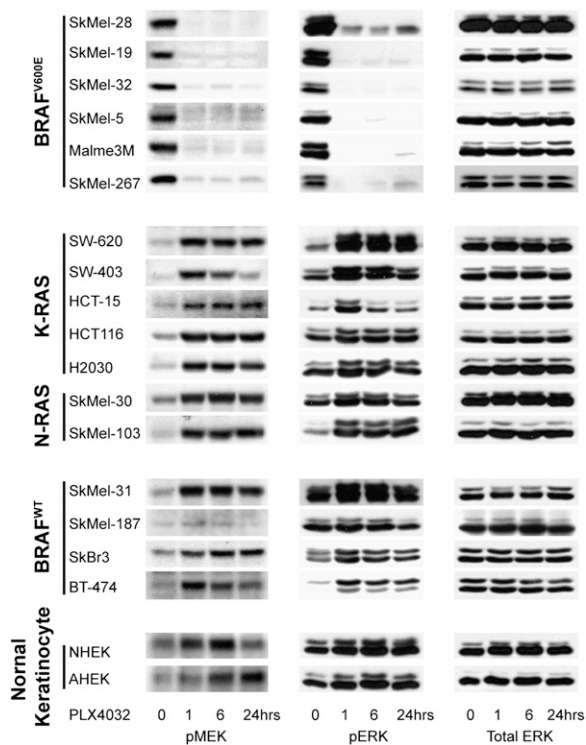 BRAFV600E
SkMel-28
SkMel-19
SkMel-32
SkMel-5
Malme3M
SkMel-267
K-RAS
SW-620
SW-403
HCT-15
HCT116
H2030
N-RAS
SkMel-30
SkMel-103
BRAFWT
SkMel-31
SkMel-187
SkBr3
BT-474
Nornal
Keratinocyte
NHEK
AHEK
PLX4032 0 1 6 24hrs 0 1 6 24hrs 0 1 6 24hrs
pMEK pERK Total ERK